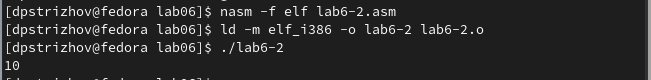 [dpstrizhov@fedora lab06]$ nasm -f elf lab6-2.asm
[dpstrizhov@fedora lab06]$ ld -m elf_i386 -o lab6-2 lab6-2.o
[dpstrizhov@fedora lab06]$ ./lab6-2
10